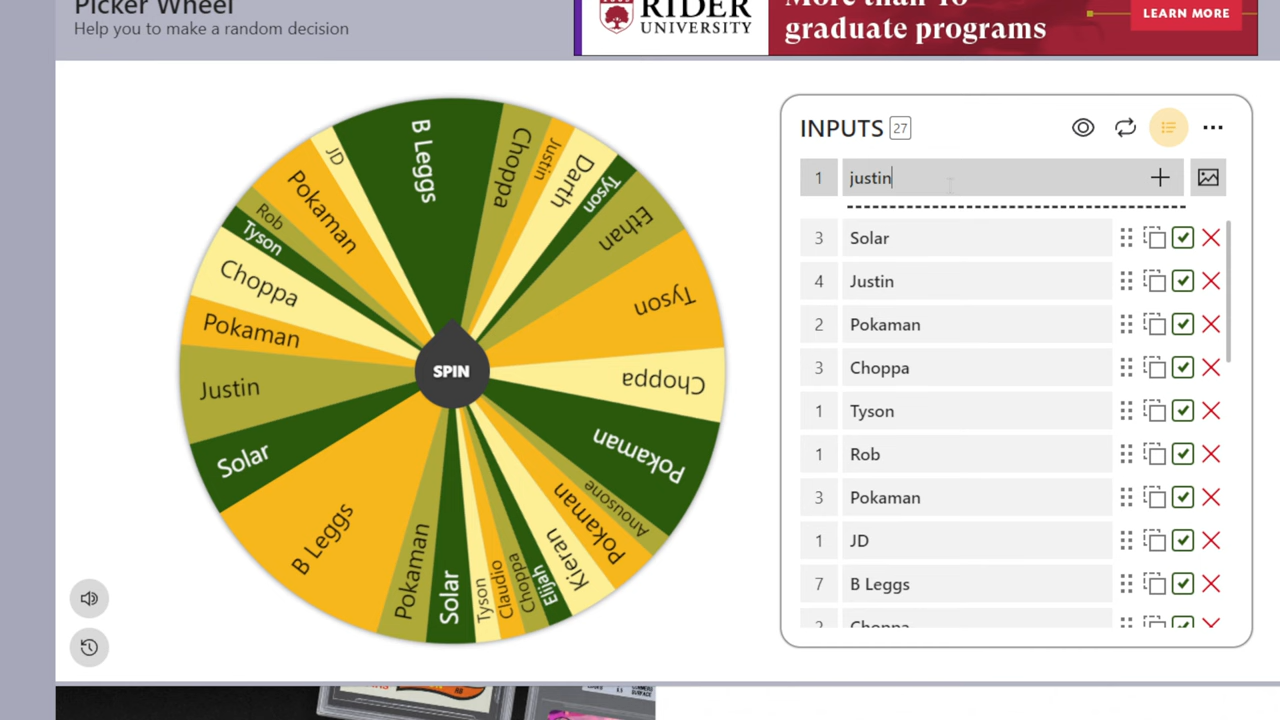 Picker Wheel
Help you to make a random decision
RIDER
UNIVERSITY
graduate programs
LEARN MORE
B Leggs
Choppa
Justin
Darth
Tyson
Ethan
Tyson
Choppa
Pokaman
Anousone
Pokaman
Kieran
Elijah
Choppa
Claudio
Tyson
Solar
Pokaman
B Leggs
Solar
Justin
Pokaman
Choppa
Tyson
Rob
Pokaman
JD
SPIN
INPUTS 27
1 justin
3 Solar
4 Justin
2 Pokaman
3 Choppa
1 Tyson
1 Rob
3 Pokaman
1 JD
7 B Leggs
2 Choppa